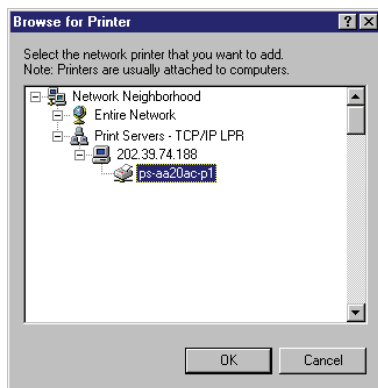 Browse for Printer
Select the network printer that you want to add.
Note: Printers are usually attached to computers.
Network Neighborhood
Entire Network
Print Servers - TCP/IP LPR
202.39.74.188
ps-aa20ac-p1
OK
Cancel